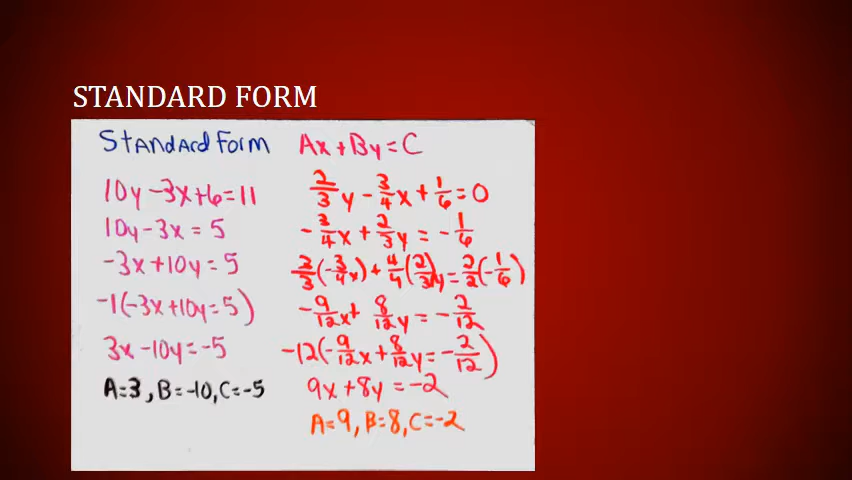 STANDARD FORM
Standard Form
10y -3x+6=11
10y-3x = 5
-3x+10y = 5
-1(-3x+10y=5)
3x-10y=-5
A=3, B=-10, C=-5
Ax+By=C
2/3 y - 3/4 x + 1/6 = 0
-3/4 x + 2/3 y = -1/6
3/3(-3/4 x) + 4/4(2/3)y = 2/2(-1/6)
-9/12 x + 8/12 y = -2/12
-12(-9/12 x + 8/12 y = -2/12)
9x+8y=-2
A=9, B=8, C=-2